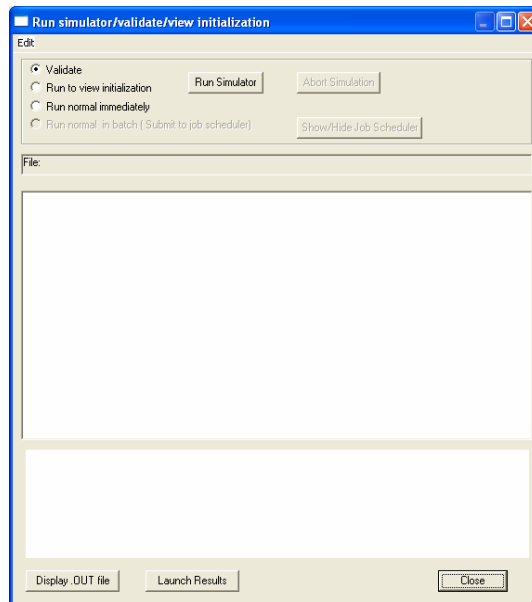 Run simulator/validate/view initialization
Edit
Validate
Run to view initialization
Run Simulator
Abort Simulation
Run normal immediately
Run normal in batch ( Submit to job scheduler)
Show/Hide Job Scheduler
File:
Display .OUT file
Launch Results
Close